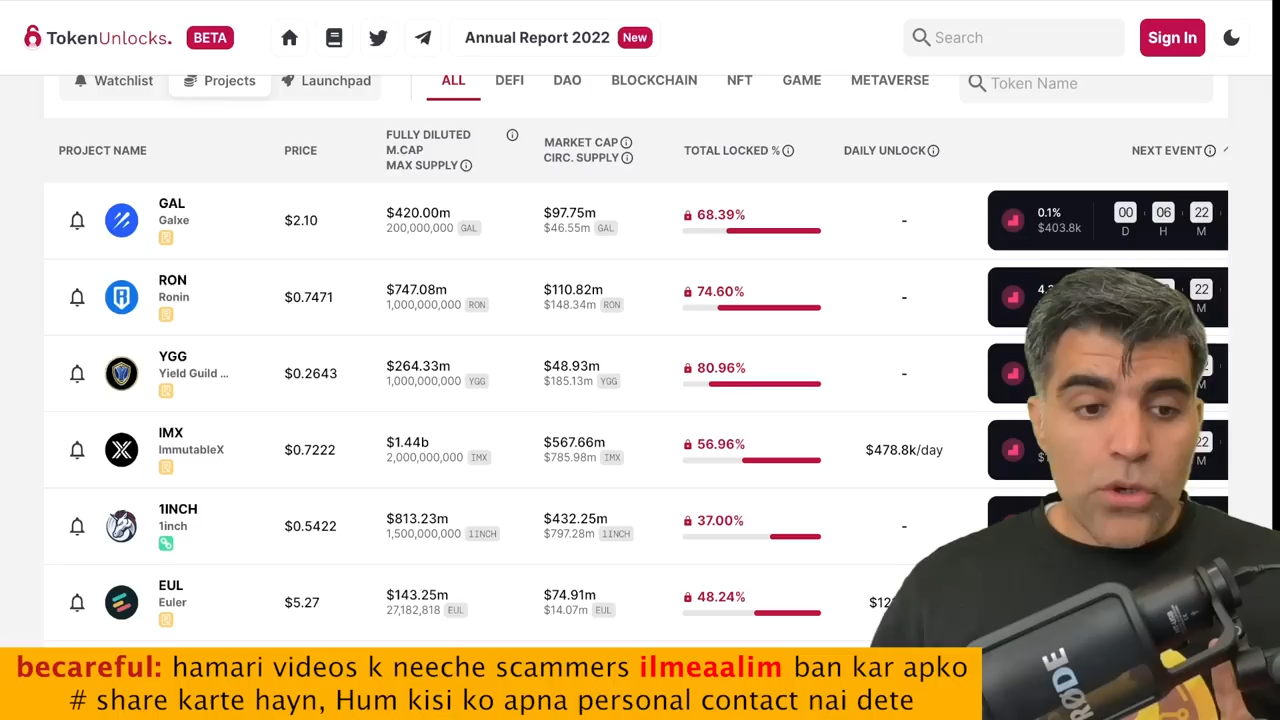 TokenUnlocks. BETA Annual Report 2022 New Search Sign In
Watchlist Projects Launchpad ALL DEFI DAO BLOCKCHAIN NFT GAME METAVERSE Token Name
PROJECT NAME PRICE FULLY DILUTED M.CAP MAX SUPPLY MARKET CAP CIRC. SUPPLY TOTAL LOCKED % DAILY UNLOCK NEXT EVENT
GAL
Galxe
$2.10
$420.00m
200,000,000 GAL
$97.75m
$46.55m GAL
68.39%
-
0.1%
$403.8k
00 06 22
D H M
RON
Ronin
$0.7471
$747.08m
1,000,000,000 RON
$110.82m
$148.34m RON
74.60%
-
22
M
YGG
Yield Guild ...
$0.2643
$264.33m
1,000,000,000 YGG
$48.93m
$185.13m YGG
80.96%
-
M
IMX
ImmutableX
$0.7222
$1.44b
2,000,000,000 IMX
$567.66m
$785.98m IMX
56.96%
$478.8k/day
22
M
1INCH
1inch
$0.5422
$813.23m
1,500,000,000 1INCH
$432.25m
$797.28m 1INCH
37.00%
-
EUL
Euler
$5.27
$143.25m
27,182,818 EUL
$74.91m
$14.07m EUL
48.24%
RØDE
becareful: hamari videos k neeche scammers ilmeaalim ban kar apko
# share karte hayn, Hum kisi ko apna personal contact nai dete